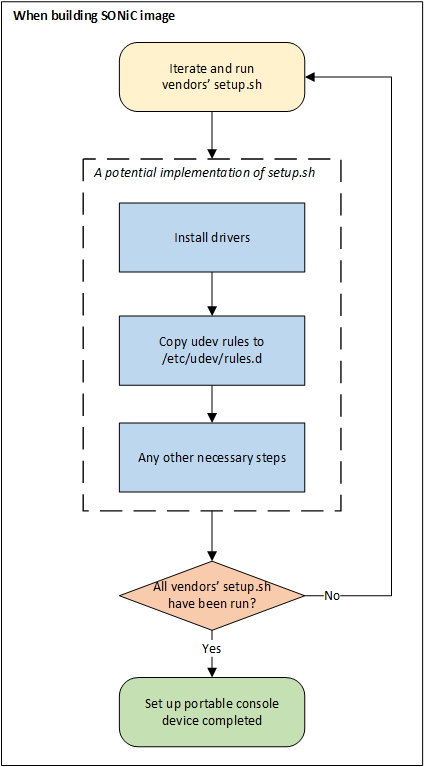 When building SONiC image
Iterate and run
vendors’ setup.sh
A potential implementation of setup.sh
Install drivers
Copy udev rules to
/etc/udev/rules.d
Any other necessary steps
All vendors’ setup.sh
have been run?
No
Yes
Set up portable console
device completed